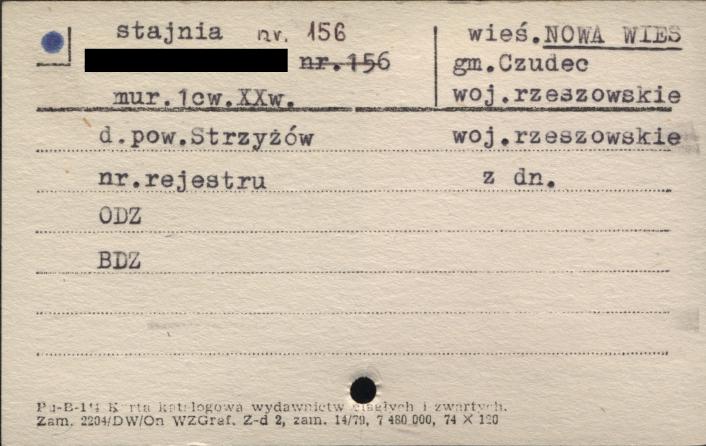 stajnia nr. 156 wieś.NOWA WIES
nr.156 gm.Czudec
mur.1cw.XXw. woj.rzeszowskie
d.pow.Strzyżów woj.rzeszowskie
nr.rejestru z dn.
ODZ
BDZ
Pu-B-114 Karta katalogowa wydawnictw ciągłych i zwartych.
Zam. 2204/DW/On WZGraf. Z-d 2, zam. 14/79, 7 480 000, 74 X 120